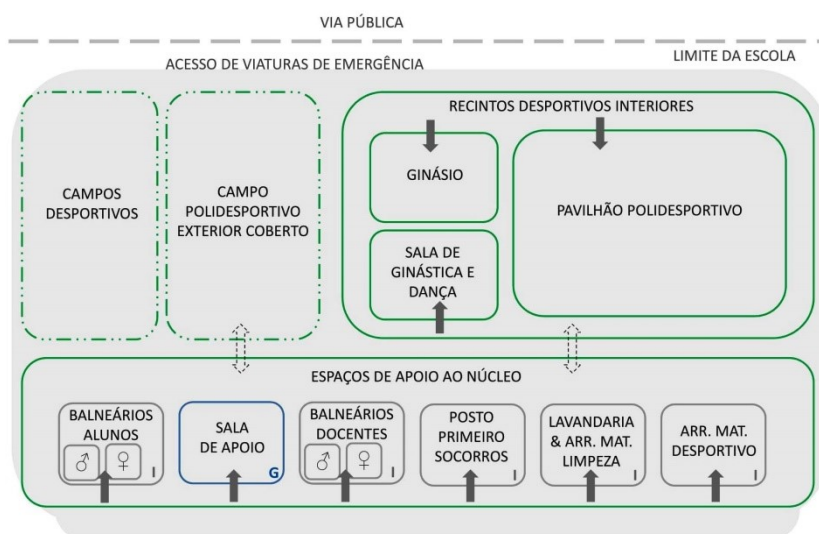 VIA PÚBLICA
LIMITE DA ESCOLA
ACESSO DE VIATURAS DE EMERGÊNCIA
RECINTOS DESPORTIVOS INTERIORES
CAMPOS
DESPORTIVOS
CAMPO
POLIDESPORTIVO
EXTERIOR COBERTO
GINÁSIO
SALA DE
GINÁSTICA E
DANÇA
PAVILHÃO POLIDESPORTIVO
ESPAÇOS DE APOIO AO NÚCLEO
BALNEÁRIOS
ALUNOS
♂ ♀
I
SALA
DE APOIO
G
BALNEÁRIOS
DOCENTES
♂ ♀
I
POSTO
PRIMEIRO
SOCORROS
I
LAVANDARIA
& ARR. MAT.
LIMPEZA
I
ARR. MAT.
DESPORTIVO
I